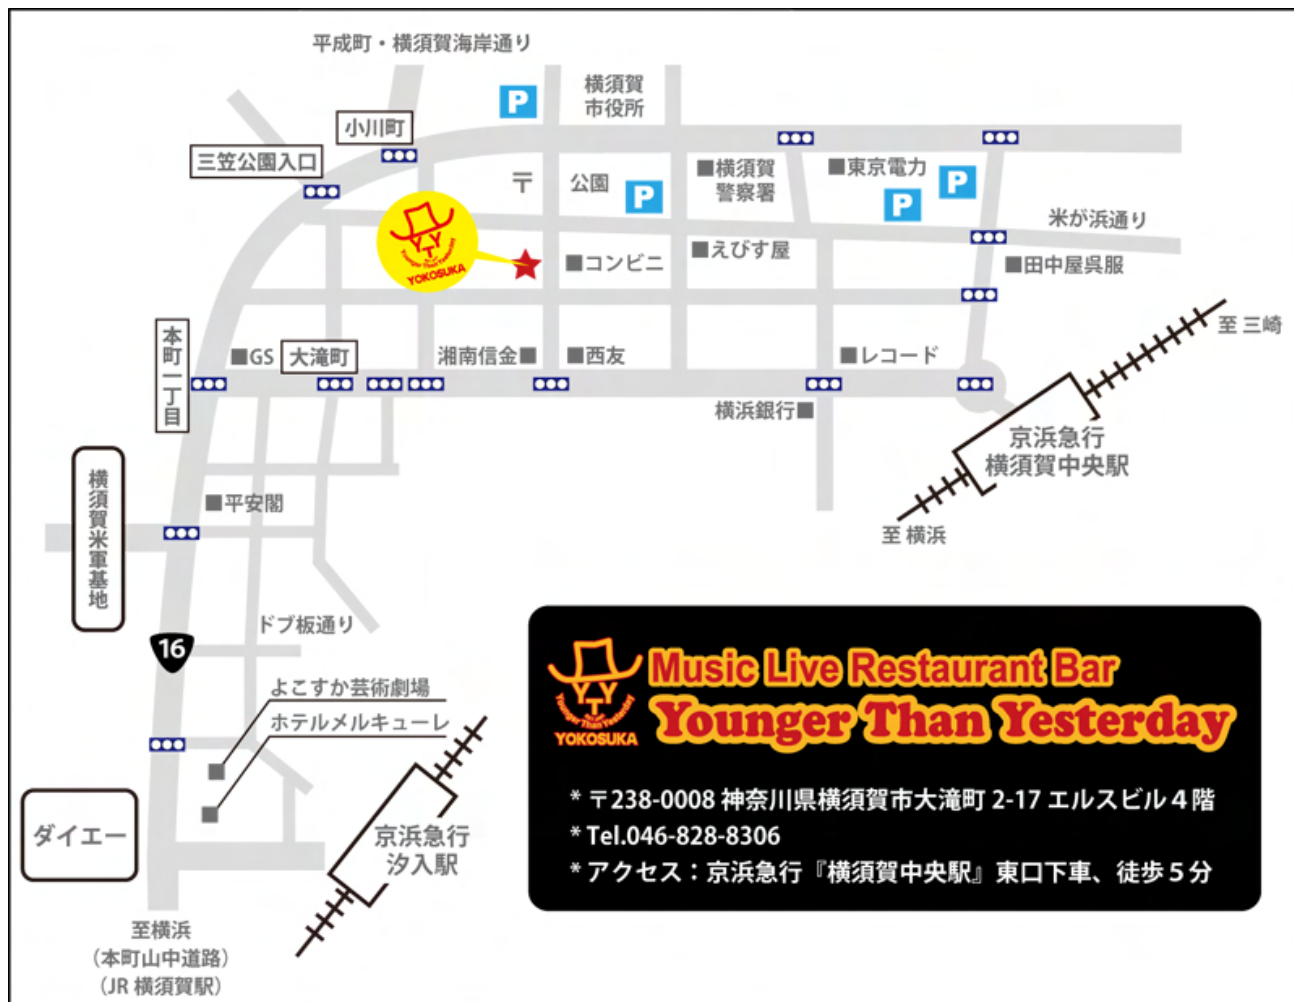 平成町・横須賀海岸通り
P
横須賀
市役所
小川町
三笠公園入口
〒
公園
P
■横須賀
警察署
■東京電力
P
P
米が浜通り
YTY
Younger Than Yesterday
YOKOSUKA
■コンビニ
■えびす屋
■田中屋呉服
至 三崎
本町一丁目
■GS
大滝町
湘南信金■
■西友
■レコード
横浜銀行■
京浜急行
横須賀中央駅
至 横浜
横須賀米軍基地
■平安閣
ドブ板通り
16
よこすか芸術劇場
ホテルメルキューレ
ダイエー
京浜急行
汐入駅
至横浜
（本町山中道路）
（JR 横須賀駅）
YTY
Younger Than Yesterday
YOKOSUKA
Music Live Restaurant Bar
Younger Than Yesterday
* 〒238-0008 神奈川県横須賀市大滝町 2-17 エルスビル 4 階
* Tel.046-828-8306
* アクセス：京浜急行『横須賀中央駅』東口下車、徒歩 5 分